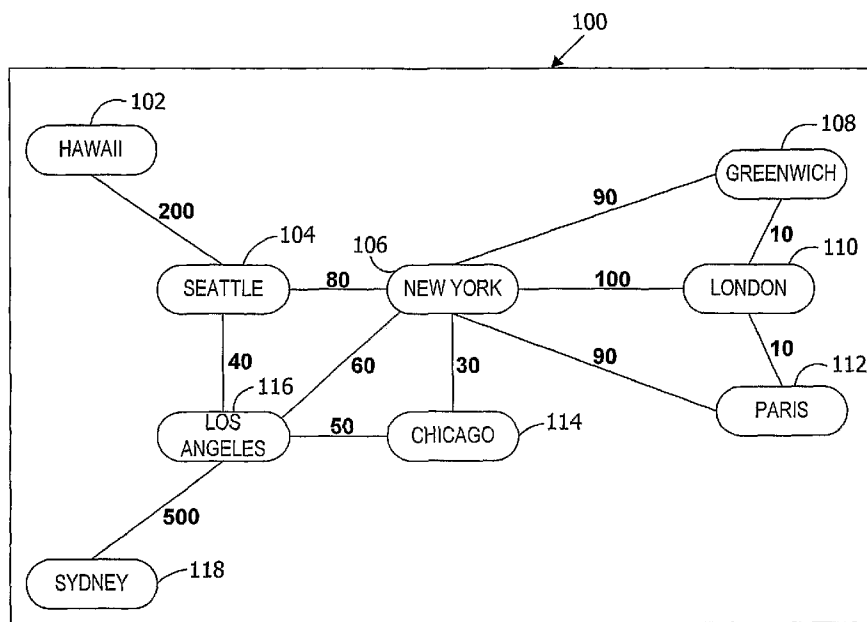 100
102
HAWAII
108
GREENWICH
200
90
104
106
10
110
SEATTLE
80
NEW YORK
100
LONDON
40
116
60
30
90
10
112
LOS
ANGELES
50
CHICAGO
114
PARIS
500
SYDNEY
118